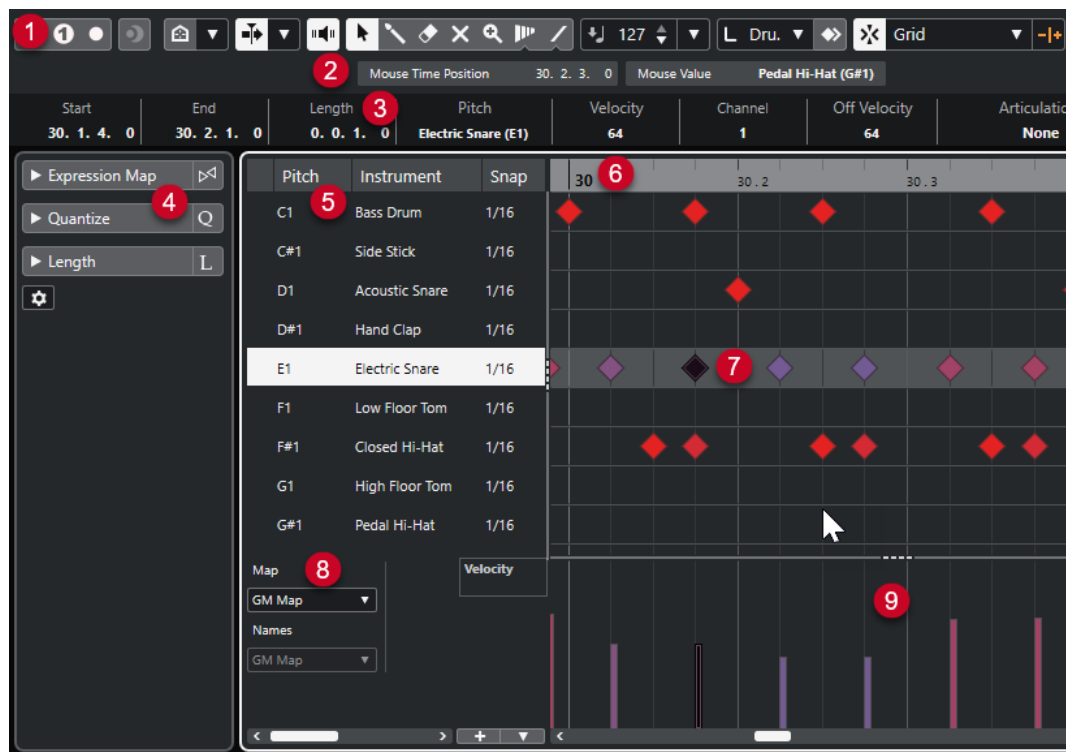 1 1 127 L Dru. Grid
2 Mouse Time Position 30. 2. 3. 0 Mouse Value Pedal Hi-Hat (G#1)
Start End Length 3 Pitch Velocity Channel Off Velocity Articulatio
30. 1. 4. 0 30. 2. 1. 0 0. 0. 1. 0 Electric Snare (E1) 64 1 64 None
Expression Map
4
Quantize Q
Length L
Pitch Instrument Snap 30 6 30.2 30.3
C1 5 Bass Drum 1/16
C#1 Side Stick 1/16
D1 Acoustic Snare 1/16
D#1 Hand Clap 1/16
E1 Electric Snare 1/16 7
F1 Low Floor Tom 1/16
F#1 Closed Hi-Hat 1/16
G1 High Floor Tom 1/16
G#1 Pedal Hi-Hat 1/16
Map 8 Velocity
GM Map 9
Names
GM Map